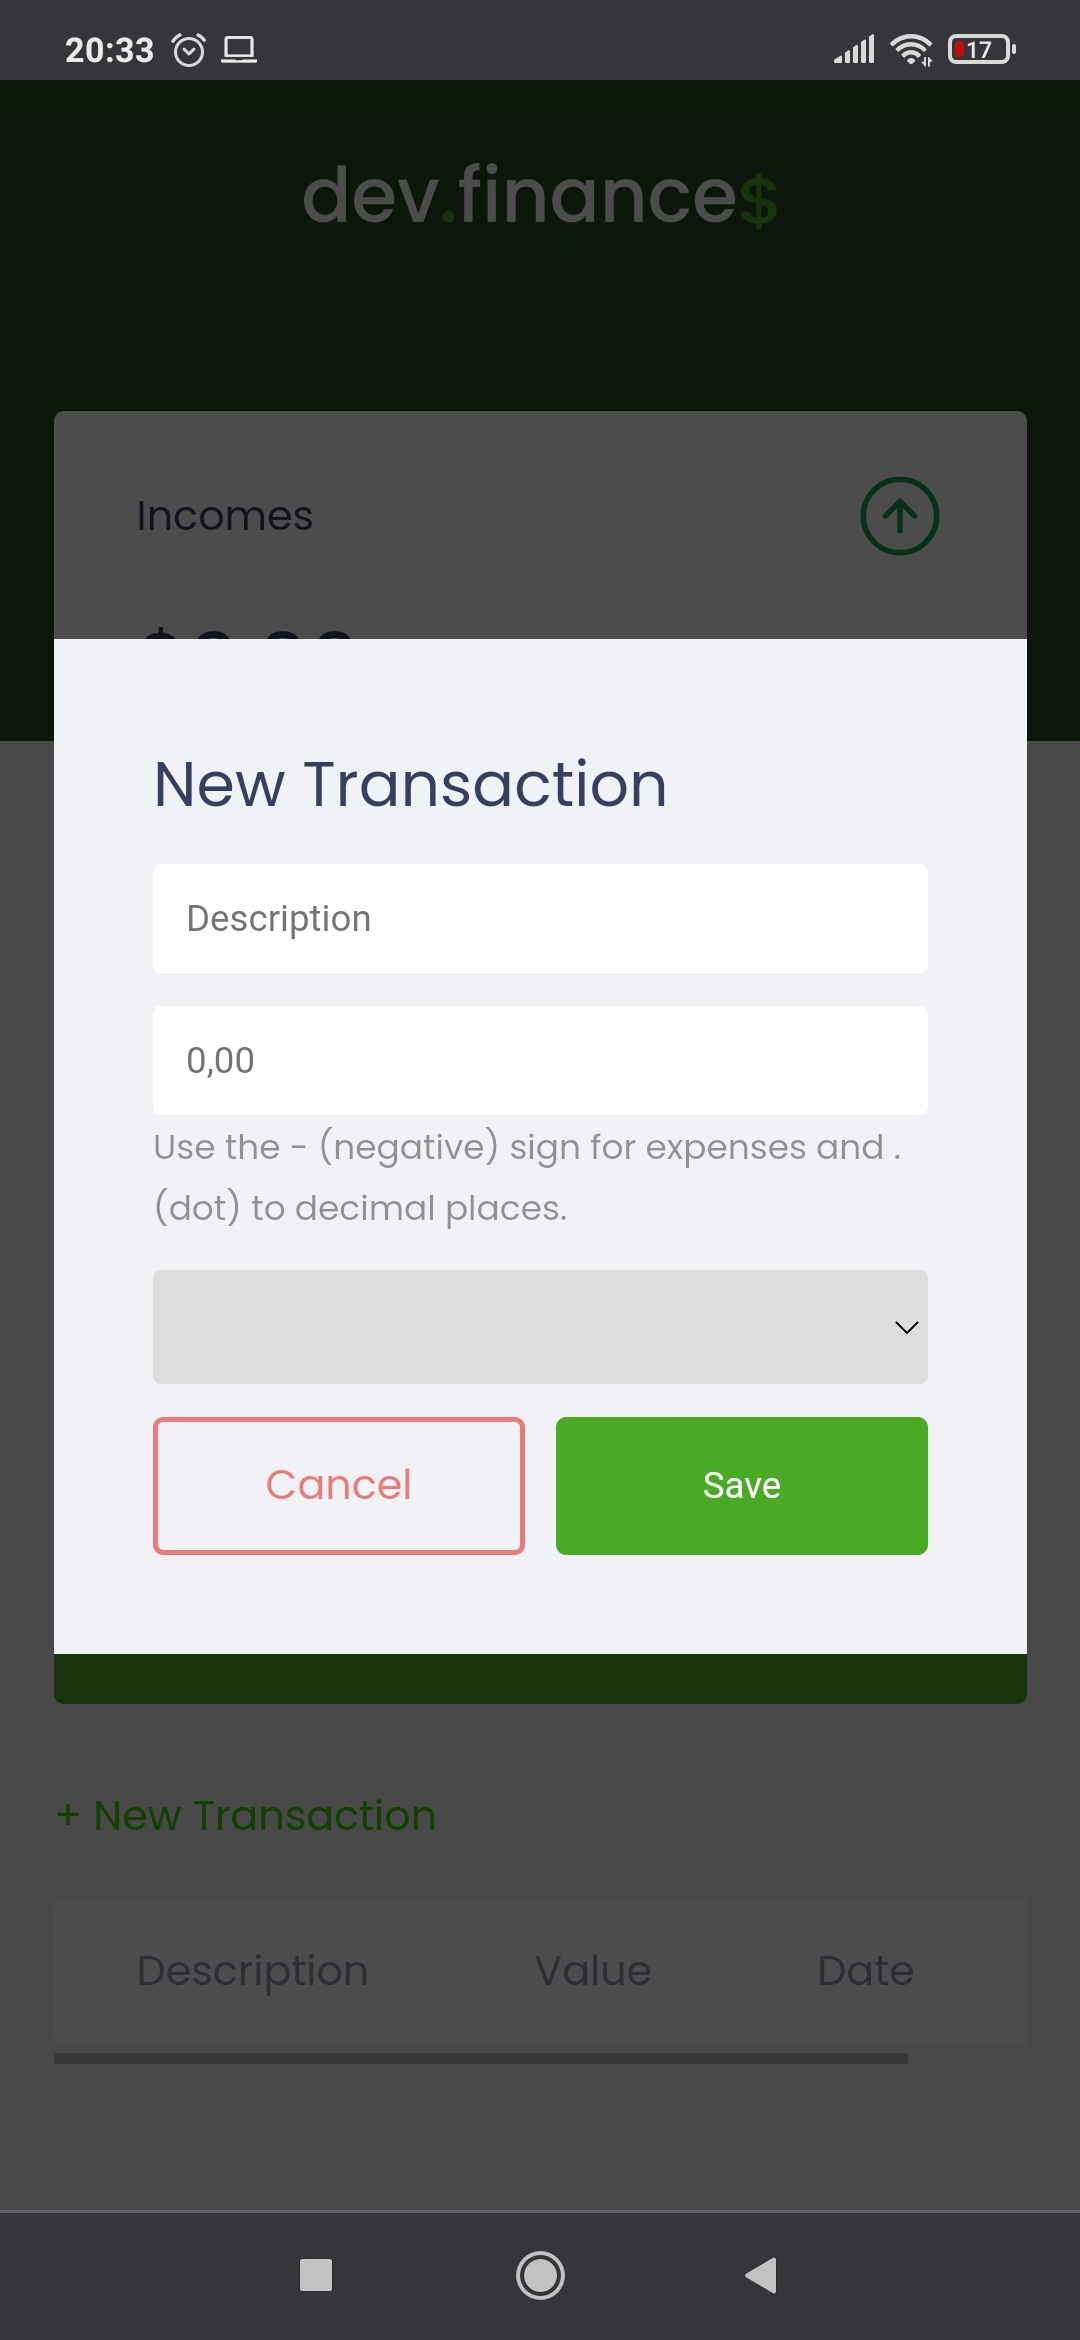 20:33
17
dev.finance$
Incomes
New Transaction
Description
0,00
Use the - (negative) sign for expenses and .
(dot) to decimal places.
Cancel
Save
+ New Transaction
Description Value Date